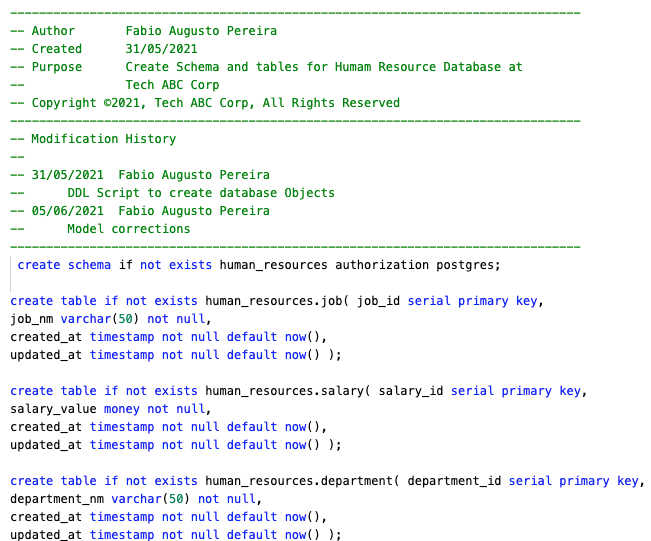 -------------------------------------------------------------------------------
-- Author       Fabio Augusto Pereira
-- Created      31/05/2021
-- Purpose      Create Schema and tables for Humam Resource Database at
--              Tech ABC Corp
-- Copyright ©2021, Tech ABC Corp, All Rights Reserved
-------------------------------------------------------------------------------
-- Modification History
--
-- 31/05/2021  Fabio Augusto Pereira
--      DDL Script to create database Objects
-- 05/06/2021  Fabio Augusto Pereira
--      Model corrections
-------------------------------------------------------------------------------
create schema if not exists human_resources authorization postgres;

create table if not exists human_resources.job( job_id serial primary key,
job_nm varchar(50) not null,
created_at timestamp not null default now(),
updated_at timestamp not null default now() );

create table if not exists human_resources.salary( salary_id serial primary key,
salary_value money not null,
created_at timestamp not null default now(),
updated_at timestamp not null default now() );

create table if not exists human_resources.department( department_id serial primary key,
department_nm varchar(50) not null,
created_at timestamp not null default now(),
updated_at timestamp not null default now() );